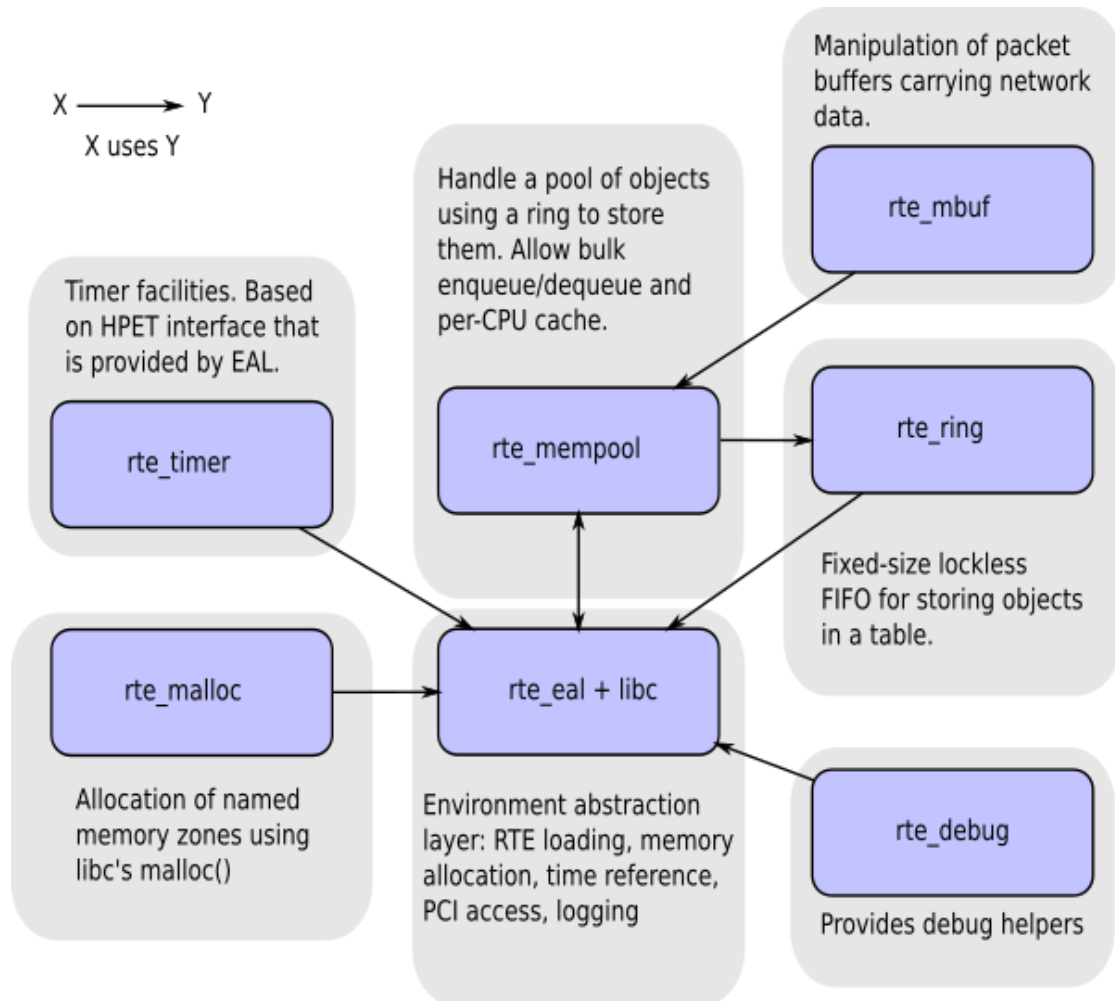 X
Y
X uses Y
Manipulation of packet
buffers carrying network
data.
rte_mbuf
Handle a pool of objects
using a ring to store
them. Allow bulk
enqueue/dequeue and
per-CPU cache.
rte_mempool
Timer facilities. Based
on HPET interface that
is provided by EAL.
rte_timer
rte_ring
Fixed-size lockless
FIFO for storing objects
in a table.
rte_malloc
Allocation of named
memory zones using
libc's malloc()
rte_eal + libc
Environment abstraction
layer: RTE loading, memory
allocation, time reference,
PCI access, logging
rte_debug
Provides debug helpers